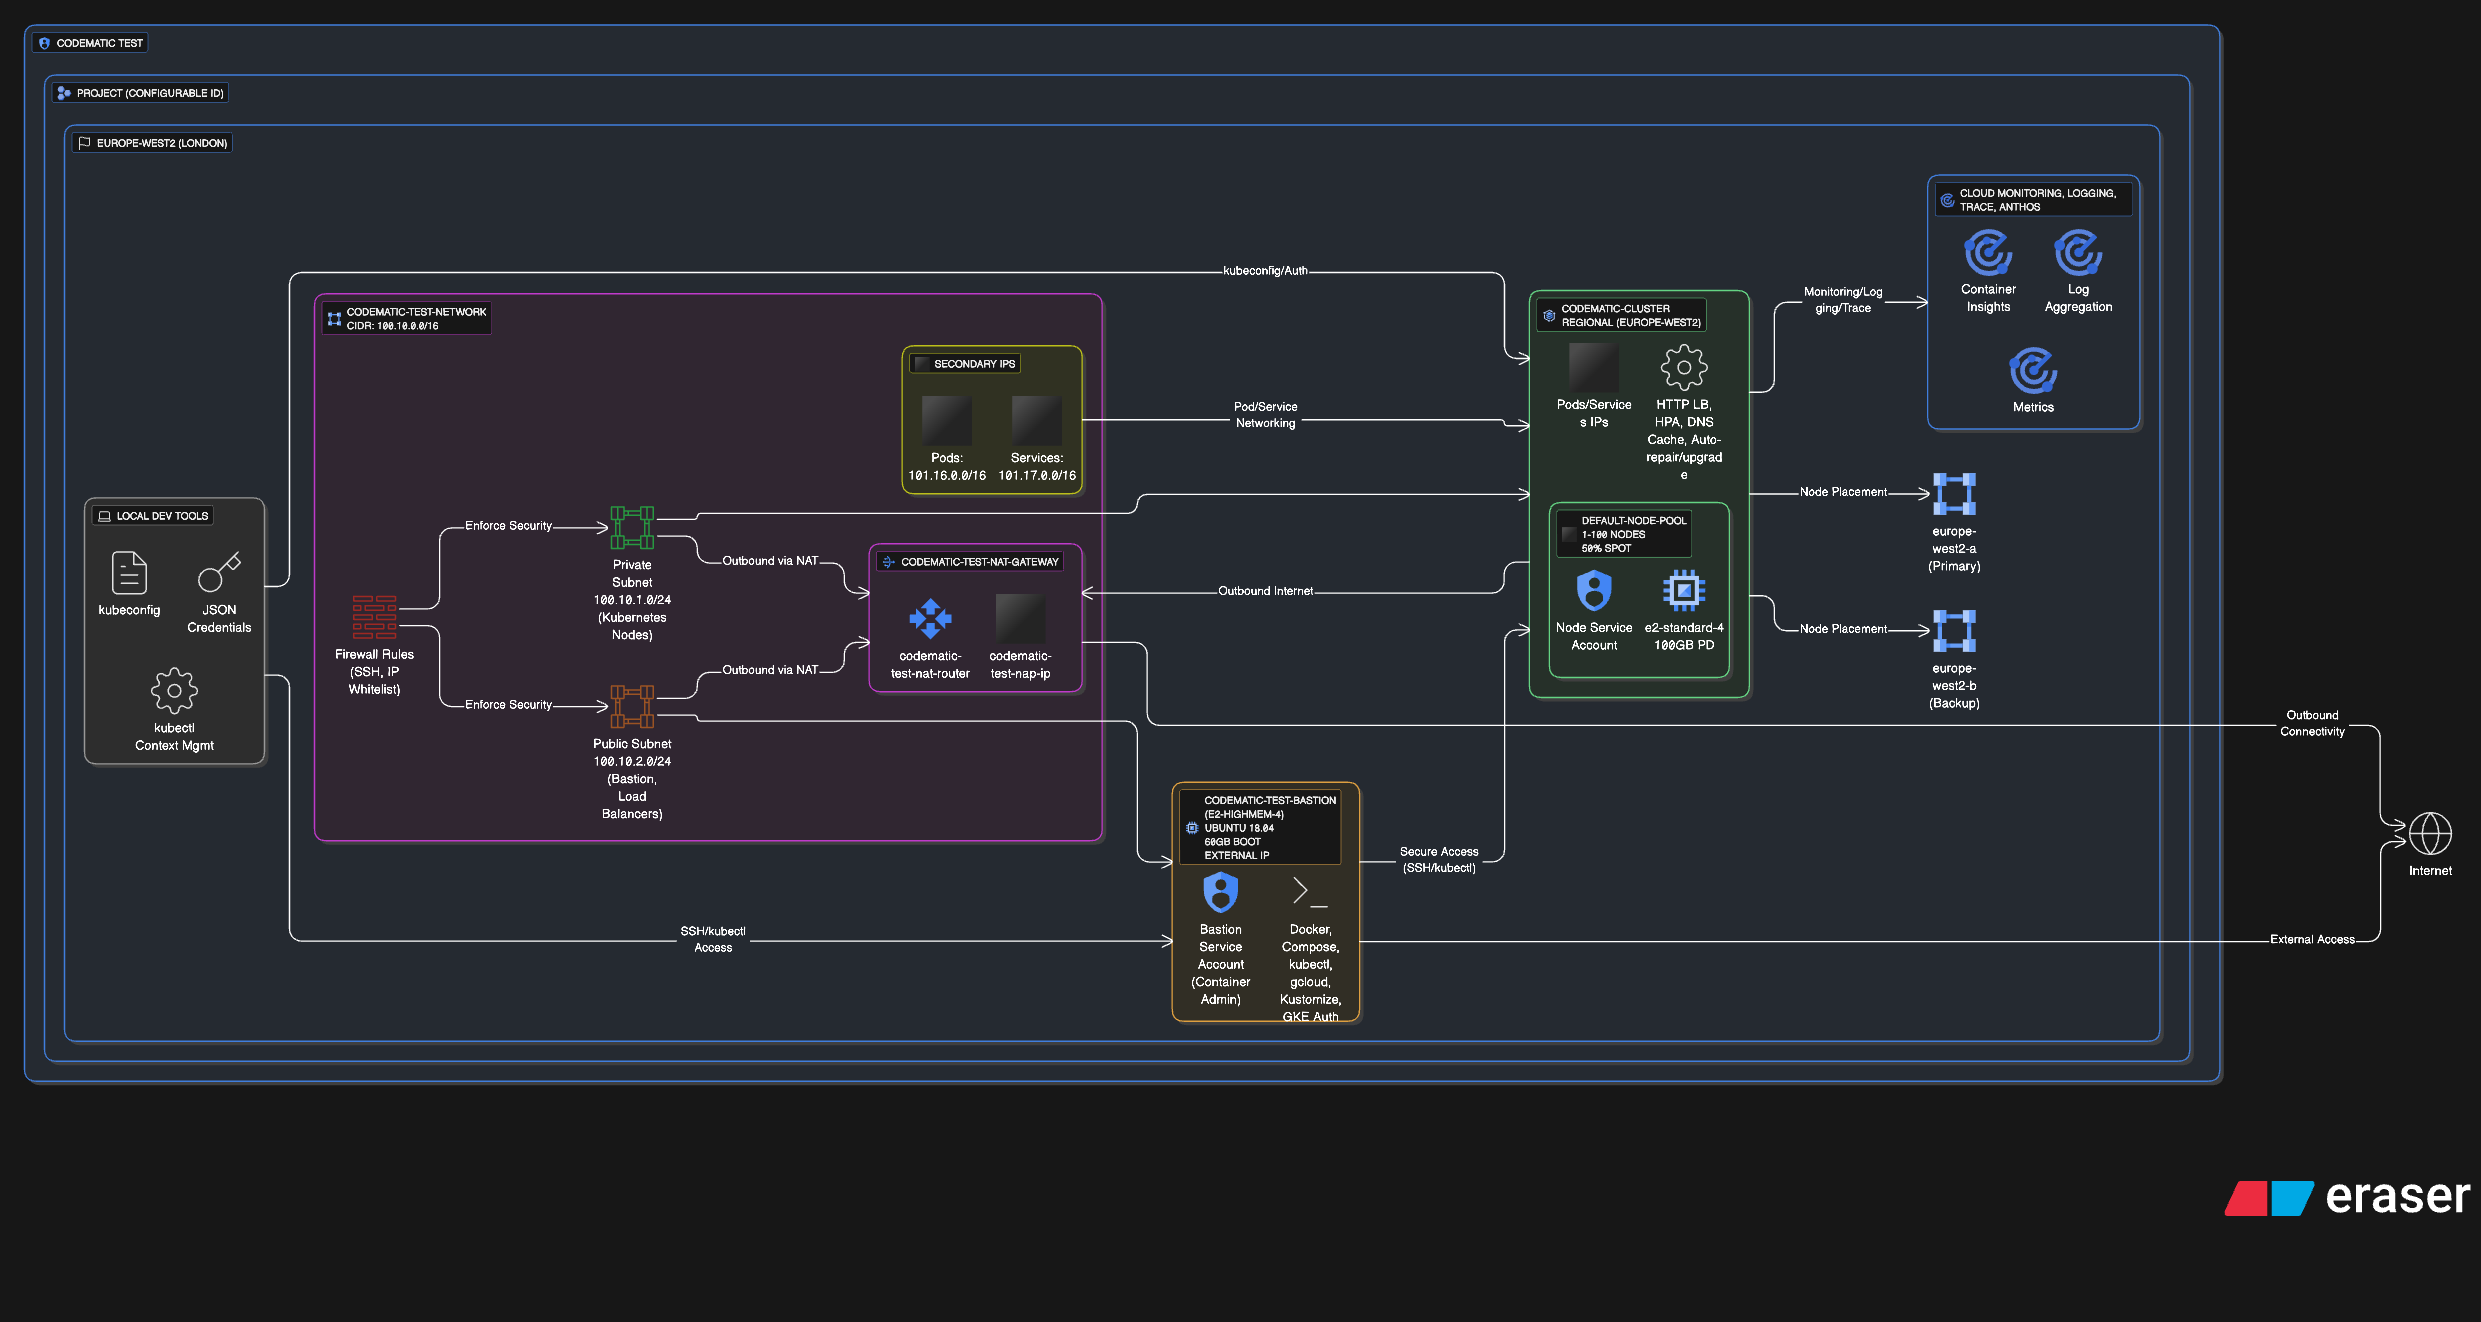 CODEMATIC TEST
PROJECT (CONFIGURABLE ID)
EUROPE-WEST2 (LONDON)
CLOUD MONITORING, LOGGING,
TRACE, ANTHOS
Container
Insights
Log
Aggregation
Metrics
kubeconfig/Auth
Monitoring/Log
ging/Trace
CODEMATIC-TEST-NETWORK
CIDR: 100.10.0.0/16
SECONDARY IPS
Pods:
101.16.0.0/16
Services:
101.17.0.0/16
Pod/Service
Networking
CODEMATIC-CLUSTER
REGIONAL (EUROPE-WEST2)
Pods/Service
s IPs
HTTP LB,
HPA, DNS
Cache, Auto-
repair/upgrad
e
DEFAULT-NODE-POOL
1-100 NODES
50% SPOT
Node Service
Account
e2-standard-4
100GB PD
Node Placement
europe-
west2-a
(Primary)
Node Placement
europe-
west2-b
(Backup)
LOCAL DEV TOOLS
kubeconfig
JSON
Credentials
kubectl
Context Mgmt
Firewall Rules
(SSH, IP
Whitelist)
Enforce Security
Enforce Security
Private
Subnet
100.10.1.0/24
(Kubernetes
Nodes)
Public Subnet
100.10.2.0/24
(Bastion,
Load
Balancers)
Outbound via NAT
Outbound via NAT
CODEMATIC-TEST-NAT-GATEWAY
codematic-
test-nat-router
codematic-
test-nap-ip
Outbound Internet
Outbound
Connectivity
Internet
CODEMATIC-TEST-BASTION
(E2-HIGHMEM-4)
UBUNTU 18.04
60GB BOOT
EXTERNAL IP
Bastion
Service
Account
(Container
Admin)
Docker,
Compose,
kubectl,
gcloud,
Kustomize,
GKE Auth
Secure Access
(SSH/kubectl)
SSH/kubectl
Access
External Access
eraser